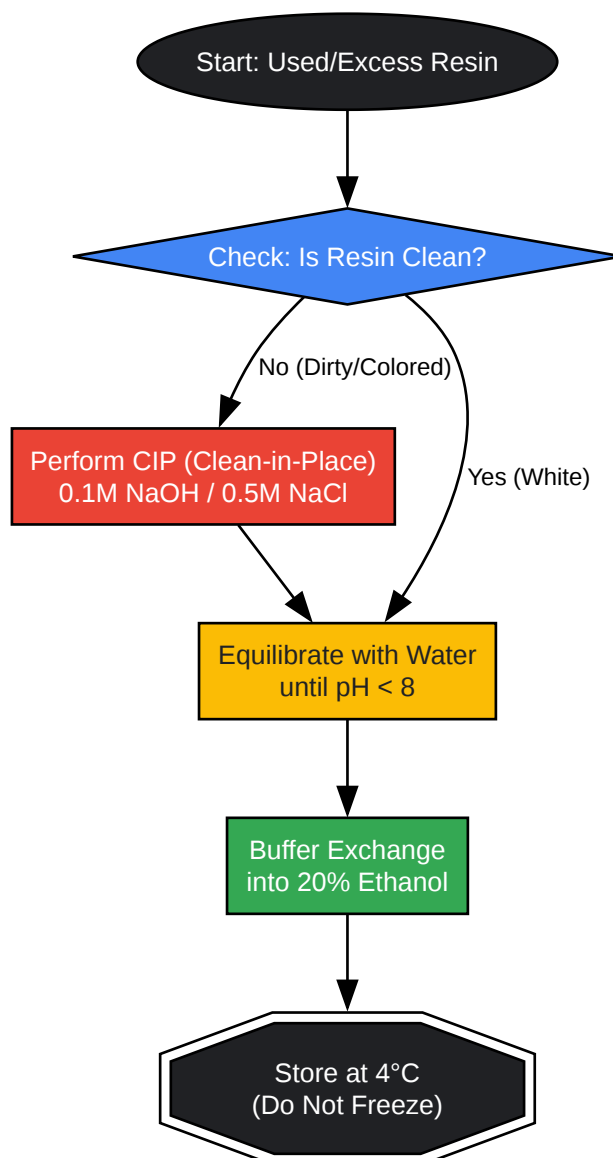 Start: Used/Excess Resin
Check: Is Resin Clean?
No (Dirty/Colored)
Perform CIP (Clean-in-Place)
0.1M NaOH / 0.5M NaCl
Yes (White)
Equilibrate with Water
until pH < 8
Buffer Exchange
into 20% Ethanol
Store at 4°C
(Do Not Freeze)